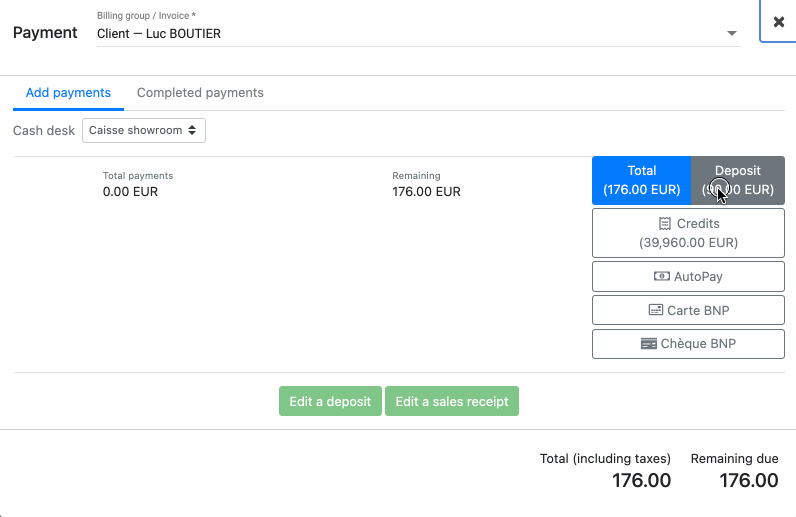 Payment
Billing group / Invoice *
Client — Luc BOUTIER
Add payments
Completed payments
Cash desk
Caisse showroom
Total payments
0.00 EUR
Remaining
176.00 EUR
Total
(176.00 EUR)
Deposit
EUR)
Credits
(39,960.00 EUR)
AutoPay
Carte BNP
Chèque BNP
Edit a deposit
Edit a sales receipt
Total (including taxes)
176.00
Remaining due
176.00